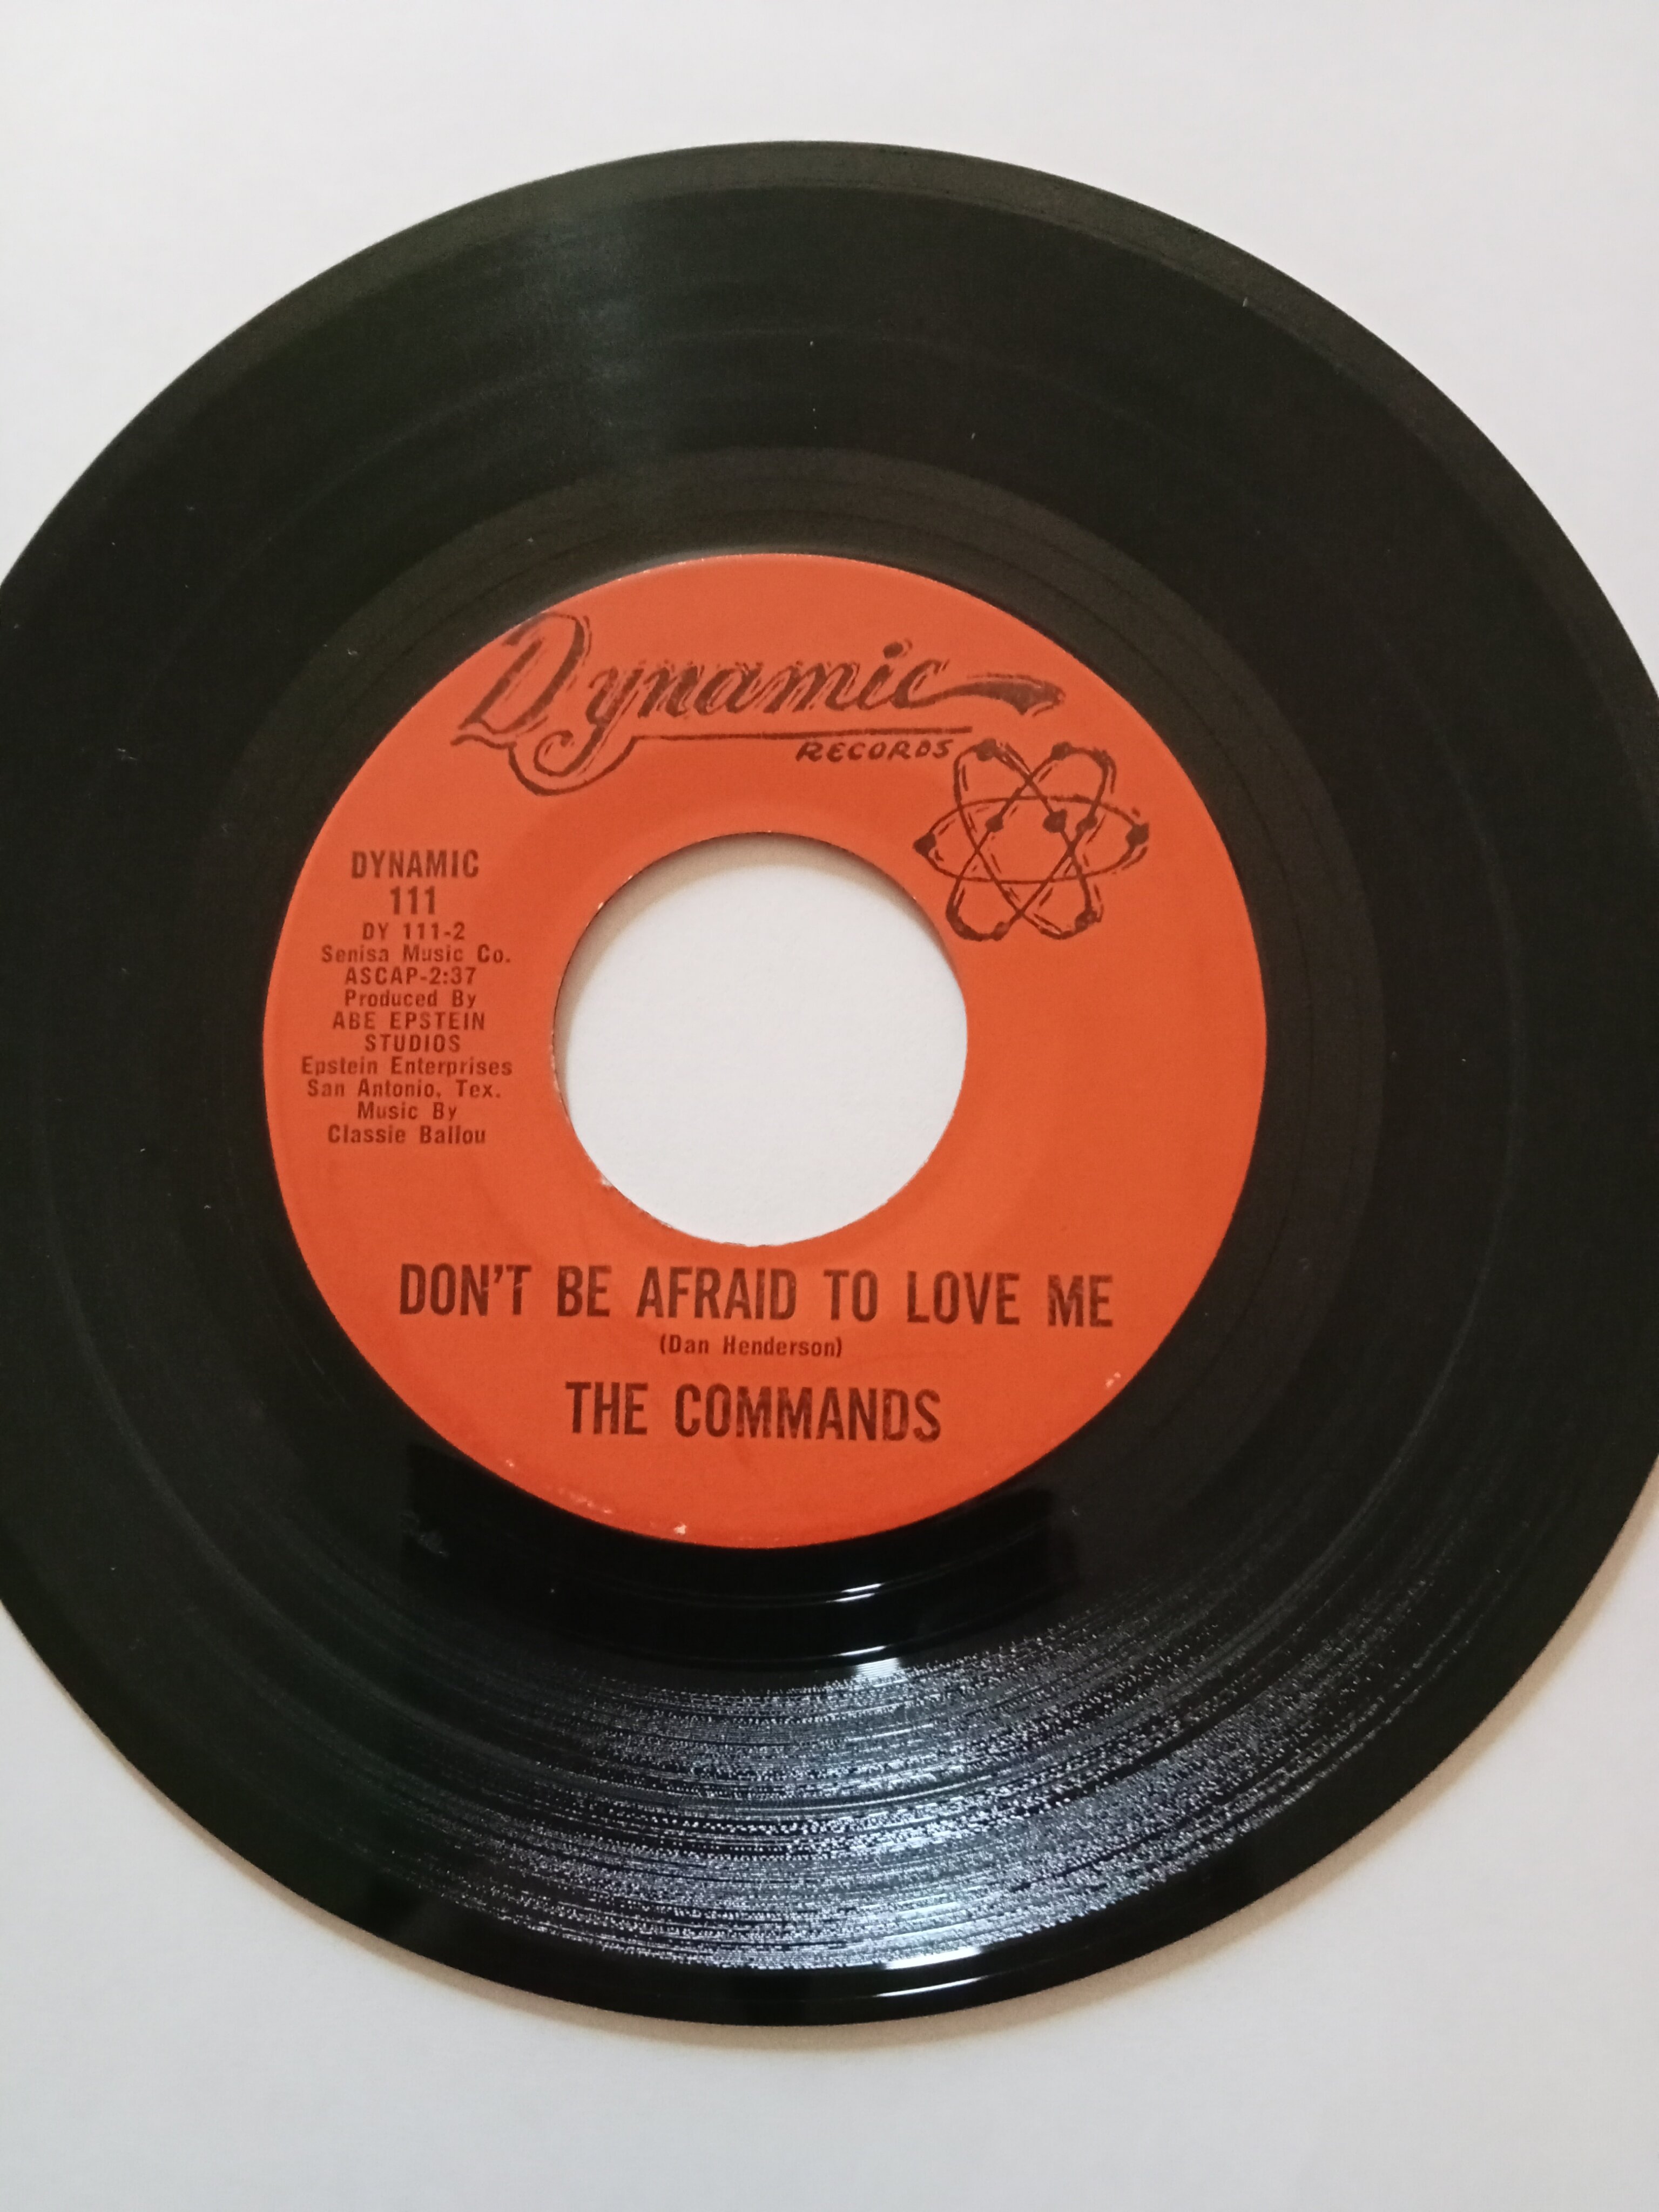 Dynamic
RECORDS
DYNAMIC
111
DY 111-2
Senisa Music Co.
ASCAP-2:37
Produced By
ABE EPSTEIN
STUDIOS
Epstein Enterprises
San Antonio, Tex.
Music By
Classie Ballou
DON'T BE AFRAID TO LOVE ME
(Dan Henderson)
THE COMMANDS